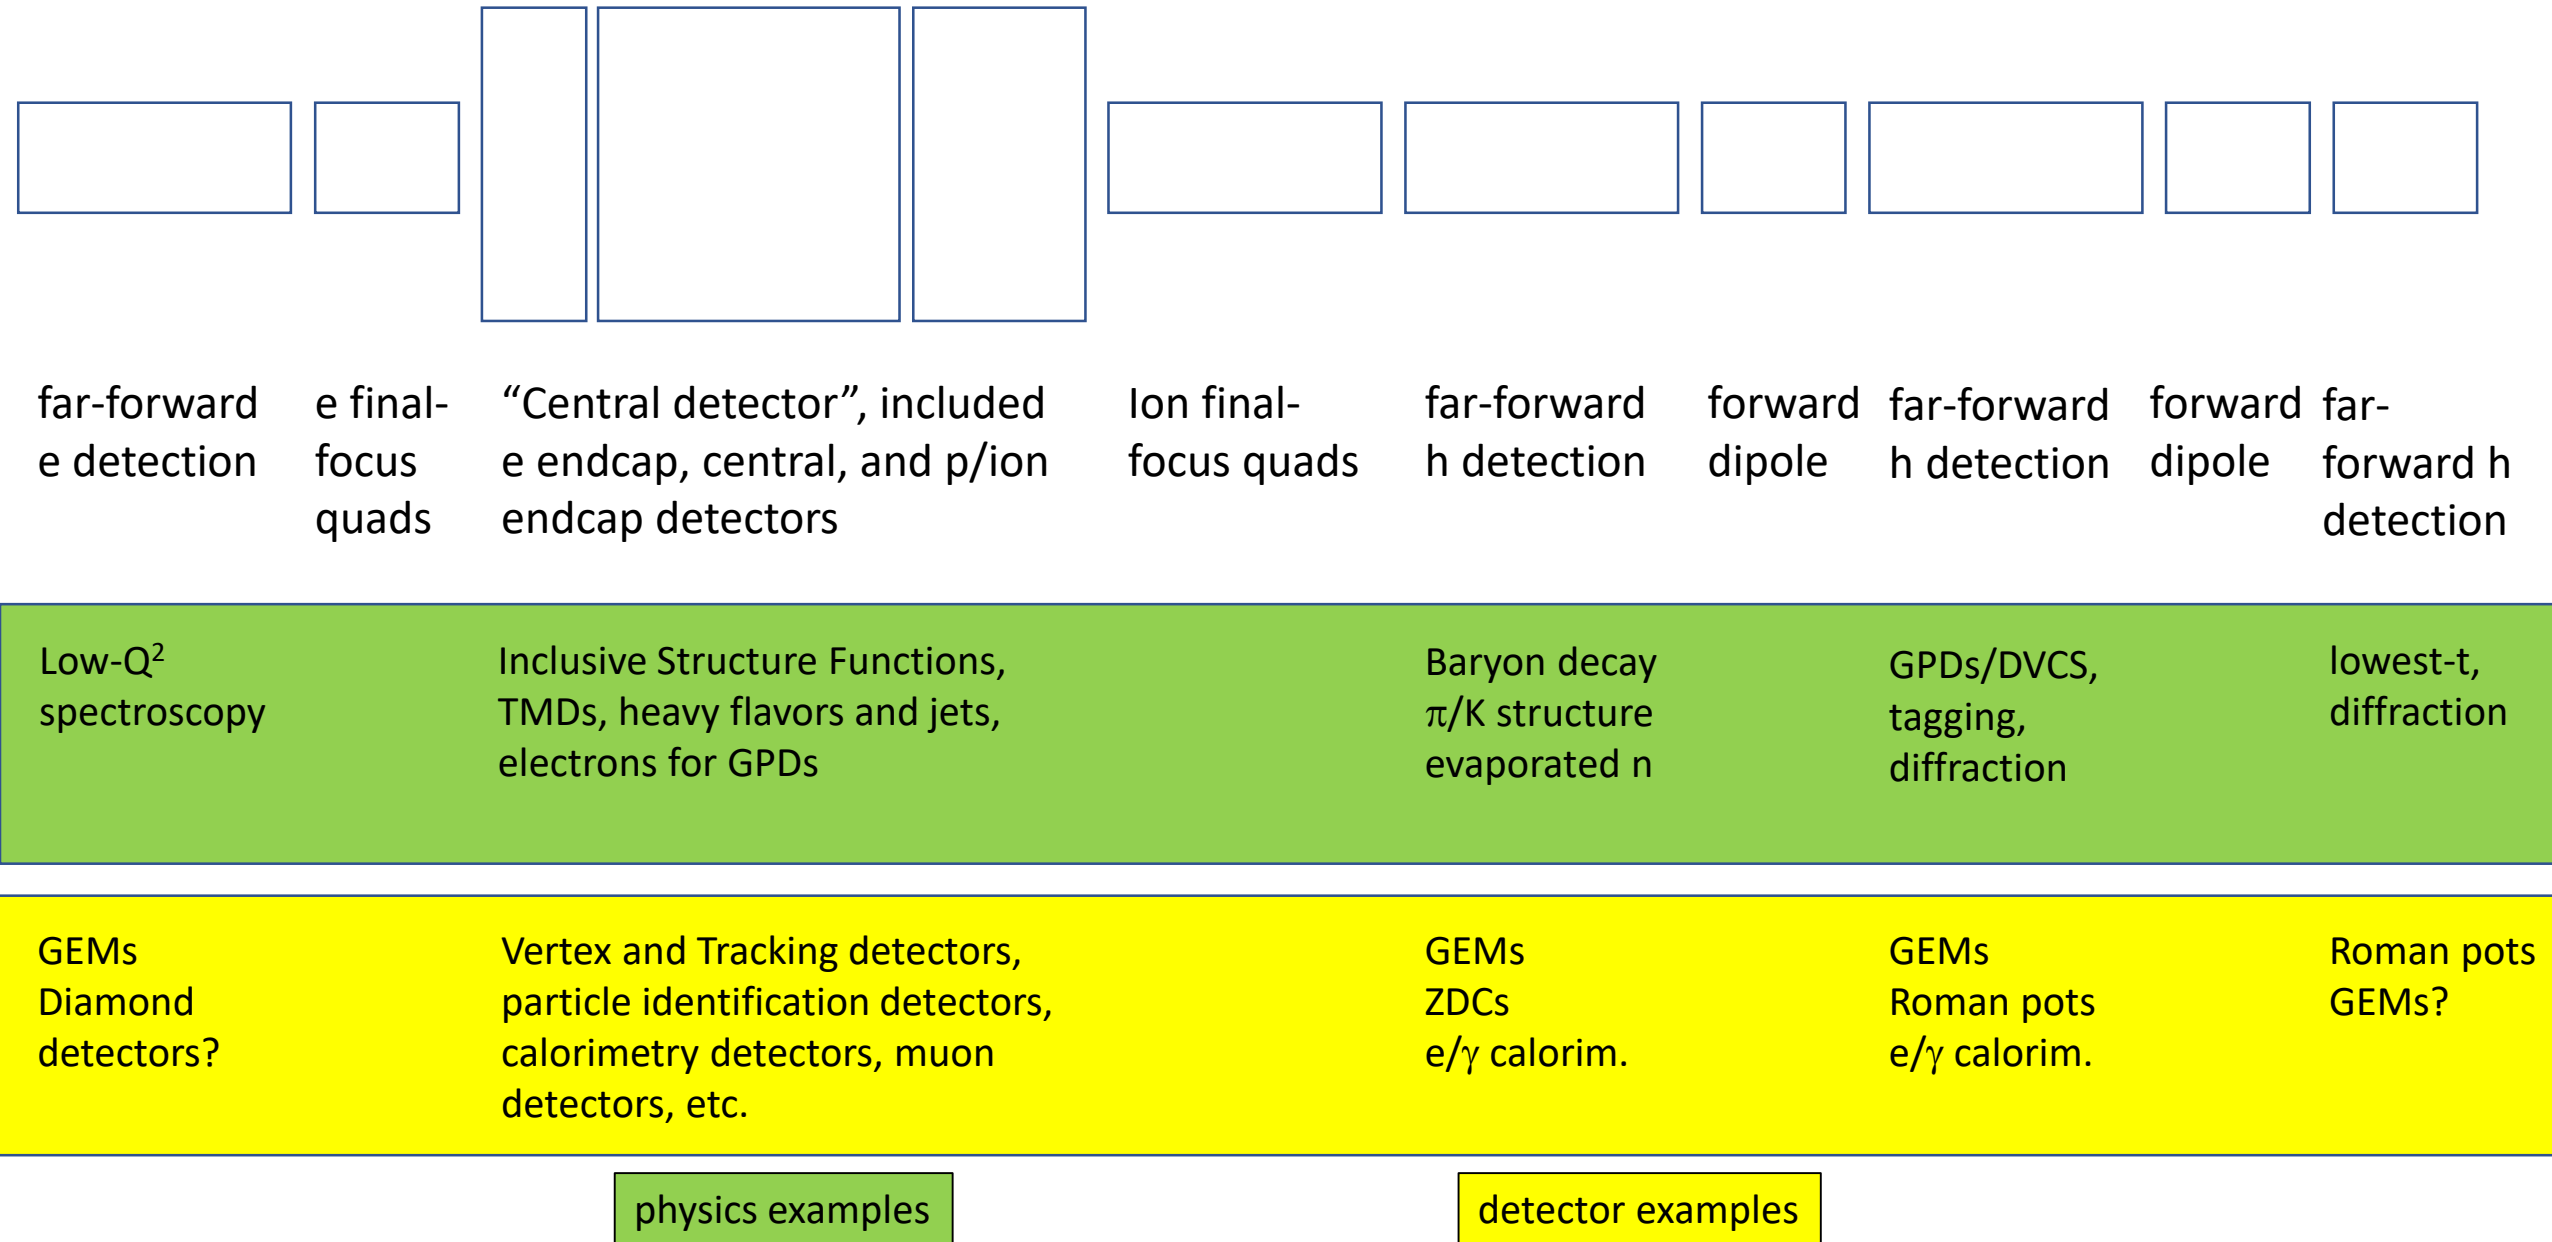 far-forward
e detection
e final-
focus
quads
“Central detector”, included
e endcap, central, and p/ion
endcap detectors
Ion final-
focus quads
far-forward
h detection
forward
dipole
far-forward
h detection
forward
dipole
far-
forward h
detection
Low-Q²
spectroscopy
Inclusive Structure Functions,
TMDs, heavy flavors and jets,
electrons for GPDs
Baryon decay
π/K structure
evaporated n
GPDs/DVCS,
tagging,
diffraction
lowest-t,
diffraction
GEMs
Diamond
detectors?
Vertex and Tracking detectors,
particle identification detectors,
calorimetry detectors, muon
detectors, etc.
GEMs
ZDCs
e/γ calorim.
GEMs
Roman pots
e/γ calorim.
Roman pots
GEMs?
physics examples
detector examples